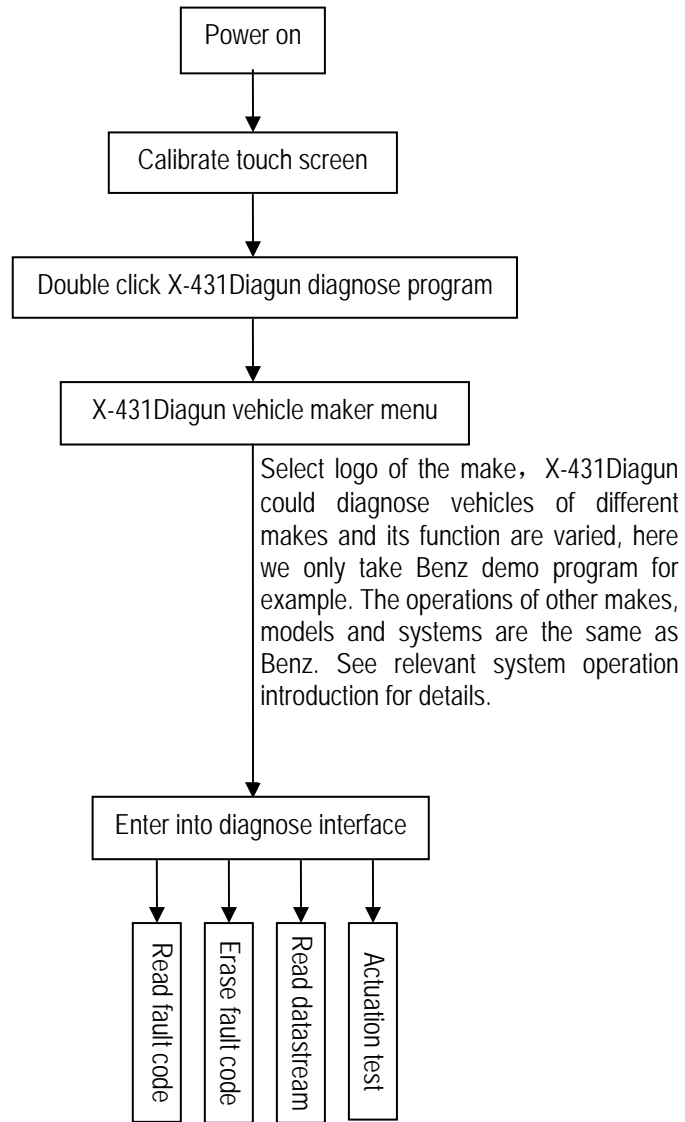 Power on
Calibrate touch screen
Double click X-431Diagun diagnose program
X-431Diagun vehicle maker menu
Select logo of the make，X-431Diagun
could diagnose vehicles of different
makes and its function are varied, here
we only take Benz demo program for
example. The operations of other makes,
models and systems are the same as
Benz. See relevant system operation
introduction for details.
Enter into diagnose interface
Read fault code
Erase fault code
Read datastream
Actuation test